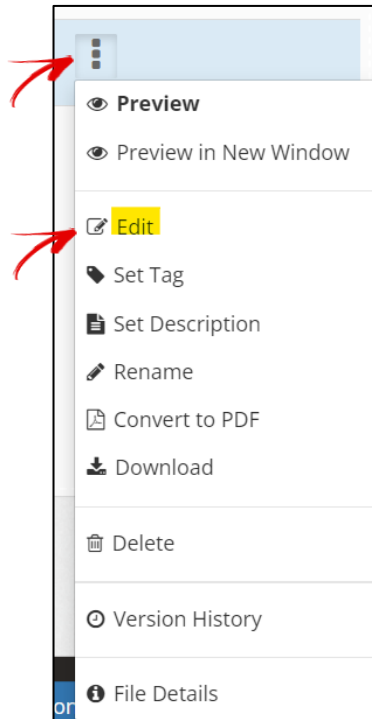 Preview
Preview in New Window
Edit
Set Tag
Set Description
Rename
Convert to PDF
Download
Delete
Version History
File Details
or